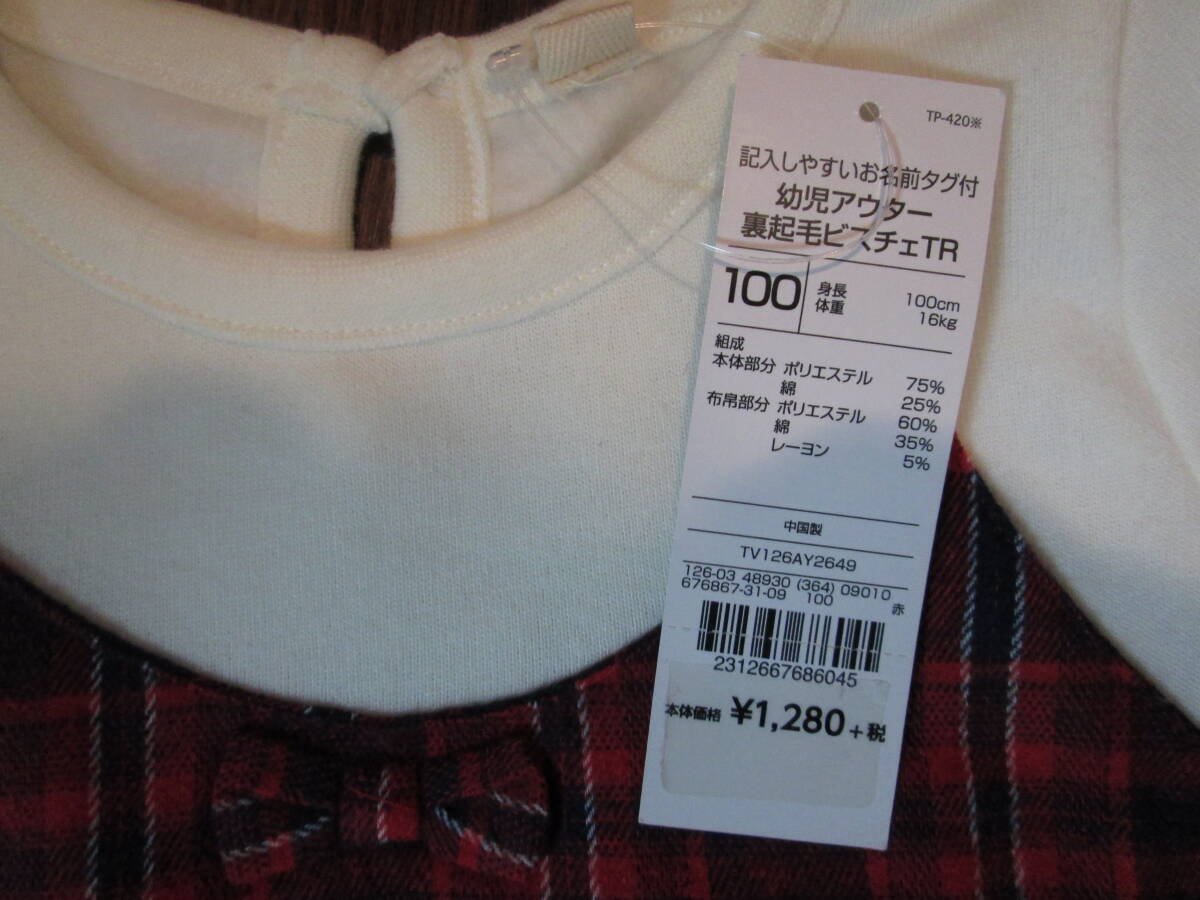 TP-420※
記入しやすいお名前タグ付
幼児アウター
裏起毛ビスチェTR
100 身長 100cm
体重 16kg
組成
本体部分 ポリエステル 75%
綿 25%
布帛部分 ポリエステル 60%
綿 35%
レーヨン 5%
中国製
TV126AY2649
126-03 48930 (364) 09010
676867-31-09 100 赤
2312667686045
本体価格 ¥1,280+税